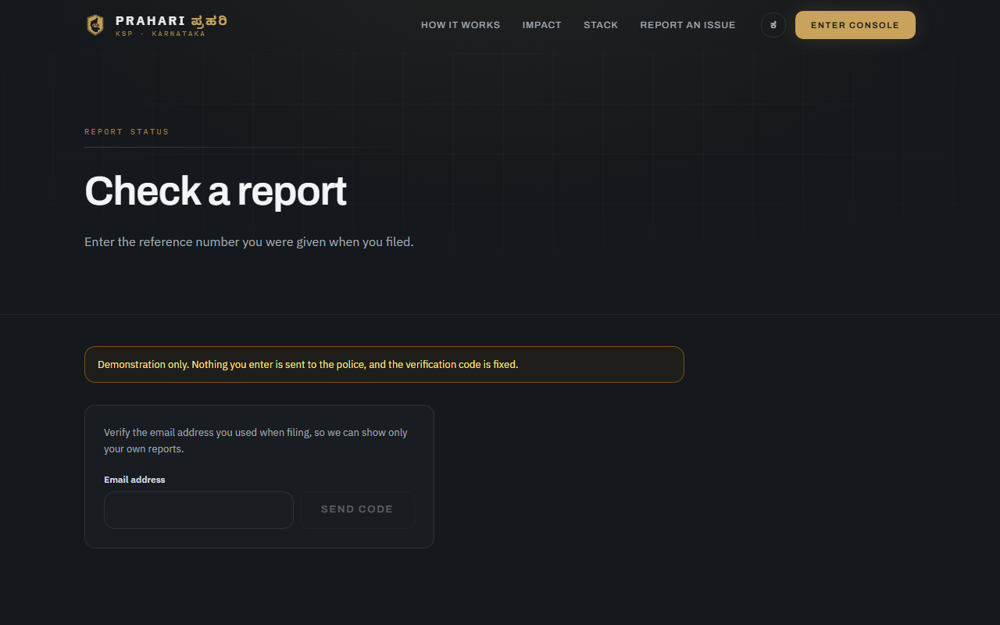 PRAHARI ಪ್ರಹರಿ
KSP · KARNATAKA
HOW IT WORKS
IMPACT
STACK
REPORT AN ISSUE
ಕ
ENTER CONSOLE
REPORT STATUS
Check a report
Enter the reference number you were given when you filed.
Demonstration only. Nothing you enter is sent to the police, and the verification code is fixed.
Verify the email address you used when filing, so we can show only
your own reports.
Email address
SEND CODE